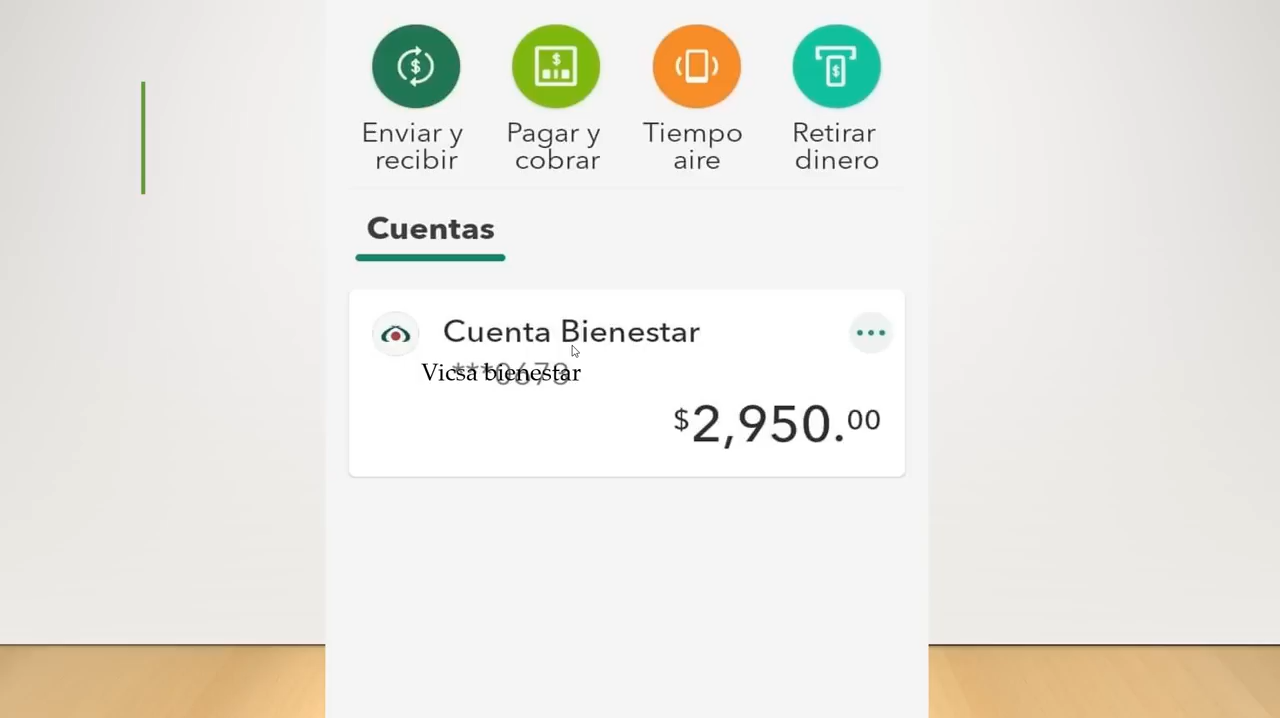 Enviar y Pagar y Tiempo Retirar
recibir cobrar aire dinero
Cuentas
Cuenta Bienestar
Vicsa bienestar
$2,950.00